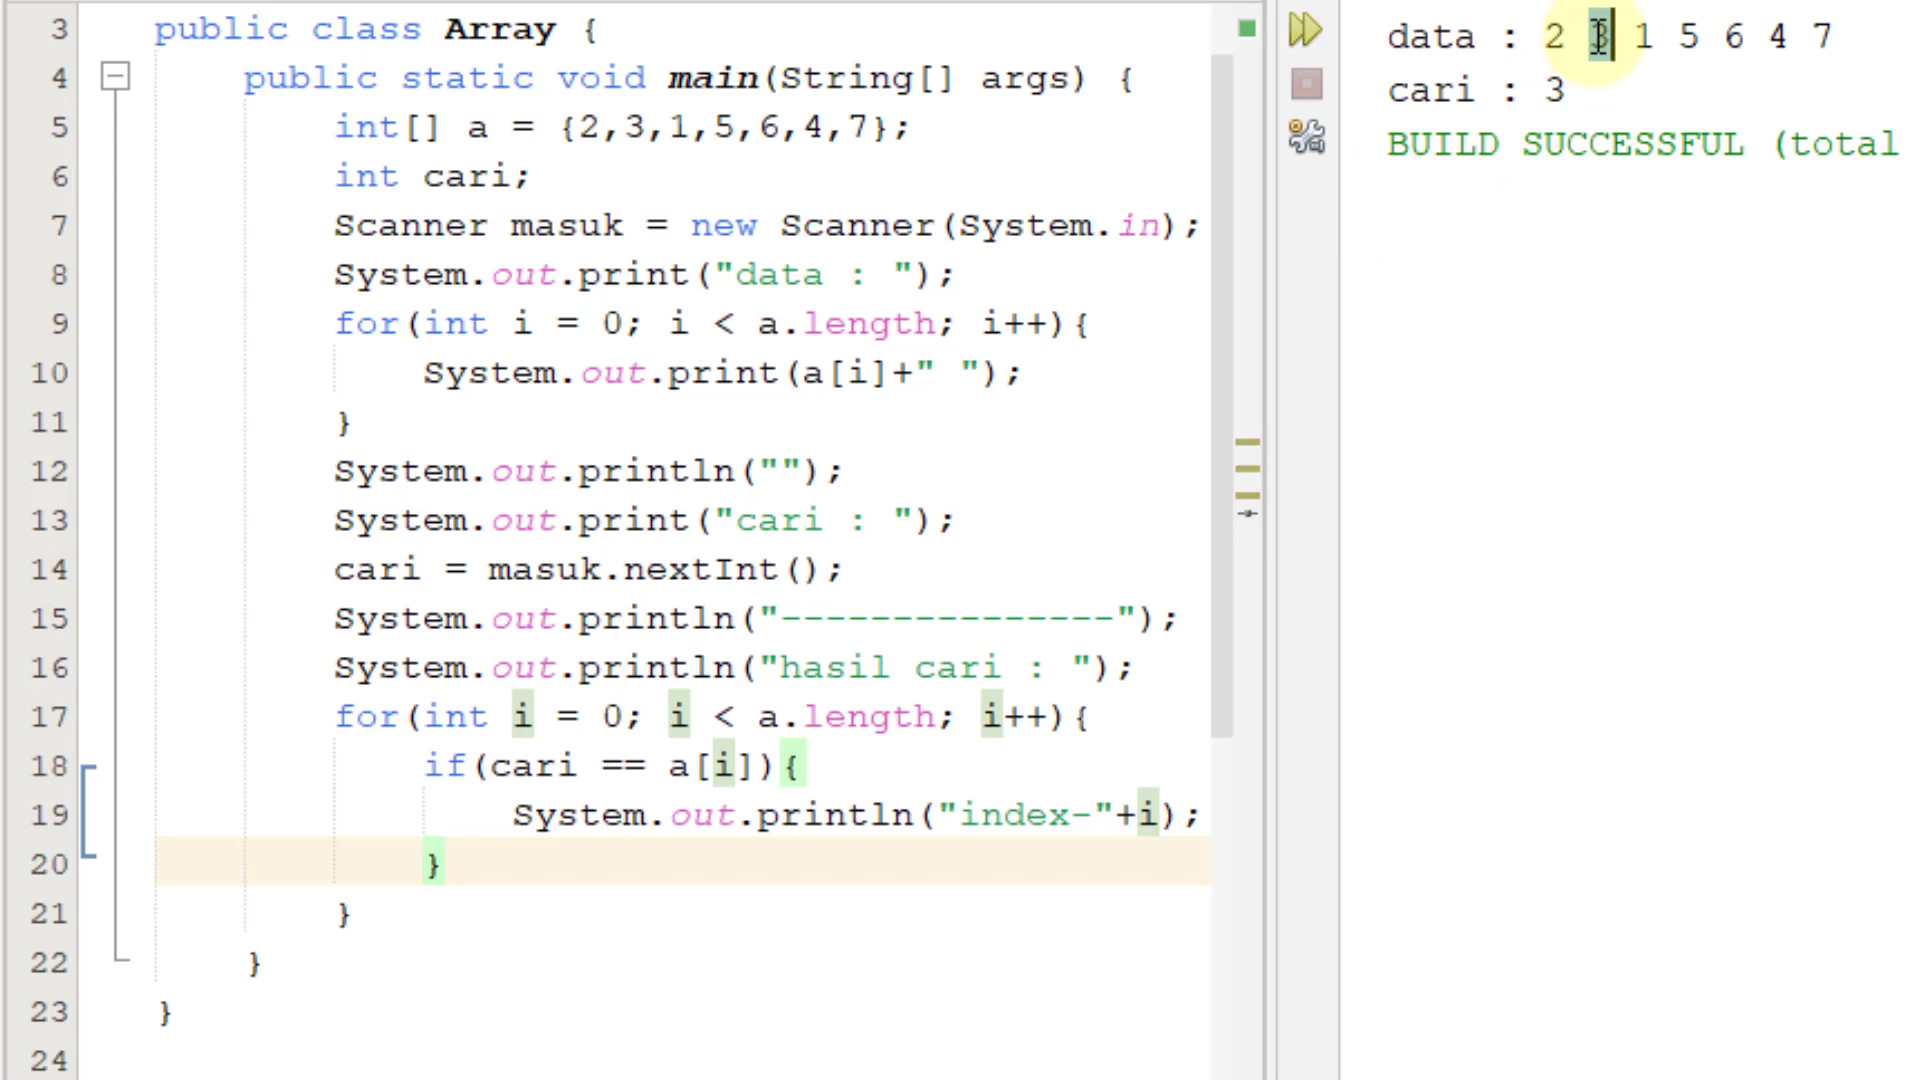 3 public class Array {
4 public static void main(String[] args) {
5 int[] a = {2,3,1,5,6,4,7};
6 int cari;
7 Scanner masuk = new Scanner(System.in);
8 System.out.print("data : ");
9 for(int i = 0; i < a.length; i++){
10 System.out.print(a[i]+" ");
11 }
12 System.out.println("");
13 System.out.print("cari : ");
14 cari = masuk.nextInt();
15 System.out.println("---------------");
16 System.out.println("hasil cari : ");
17 for(int i = 0; i < a.length; i++){
18 if(cari == a[i]){
19 System.out.println("index-"+i);
20 }
21 }
22 }
23 }
24
data : 2 3 1 5 6 4 7
cari : 3
BUILD SUCCESSFUL (total